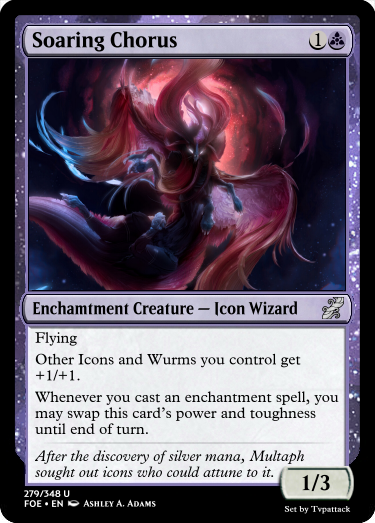 Soaring Chorus 1
Enchamtment Creature — Icon Wizard
Flying
Other Icons and Wurms you control get
+1/+1.
Whenever you cast an enchantment spell, you
may swap this card's power and toughness
until end of turn.
After the discovery of silver mana, Multaph
sought out icons who could attune to it.
1/3
279/348 U
FOE • EN Ashley A. Adams
Set by Tvpattack